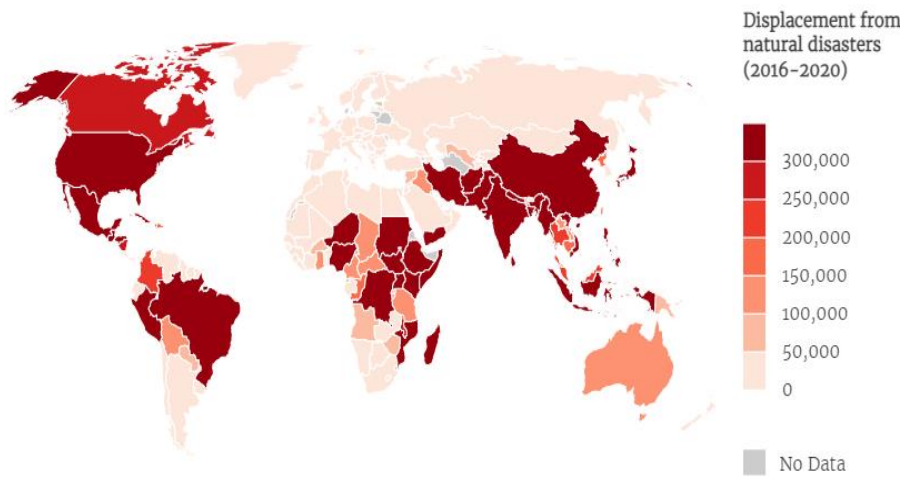 Displacement from
natural disasters
(2016-2020)
300,000
250,000
200,000
150,000
100,000
50,000
0
No Data